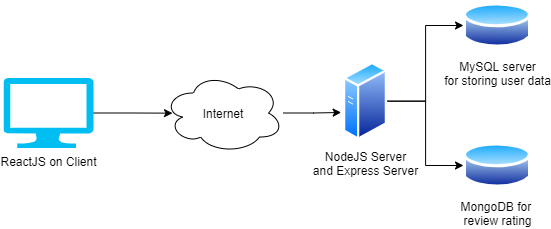 ReactJS on Client
Internet
NodeJS Server
and Express Server
MySQL server
for storing user data
MongoDB for
review rating